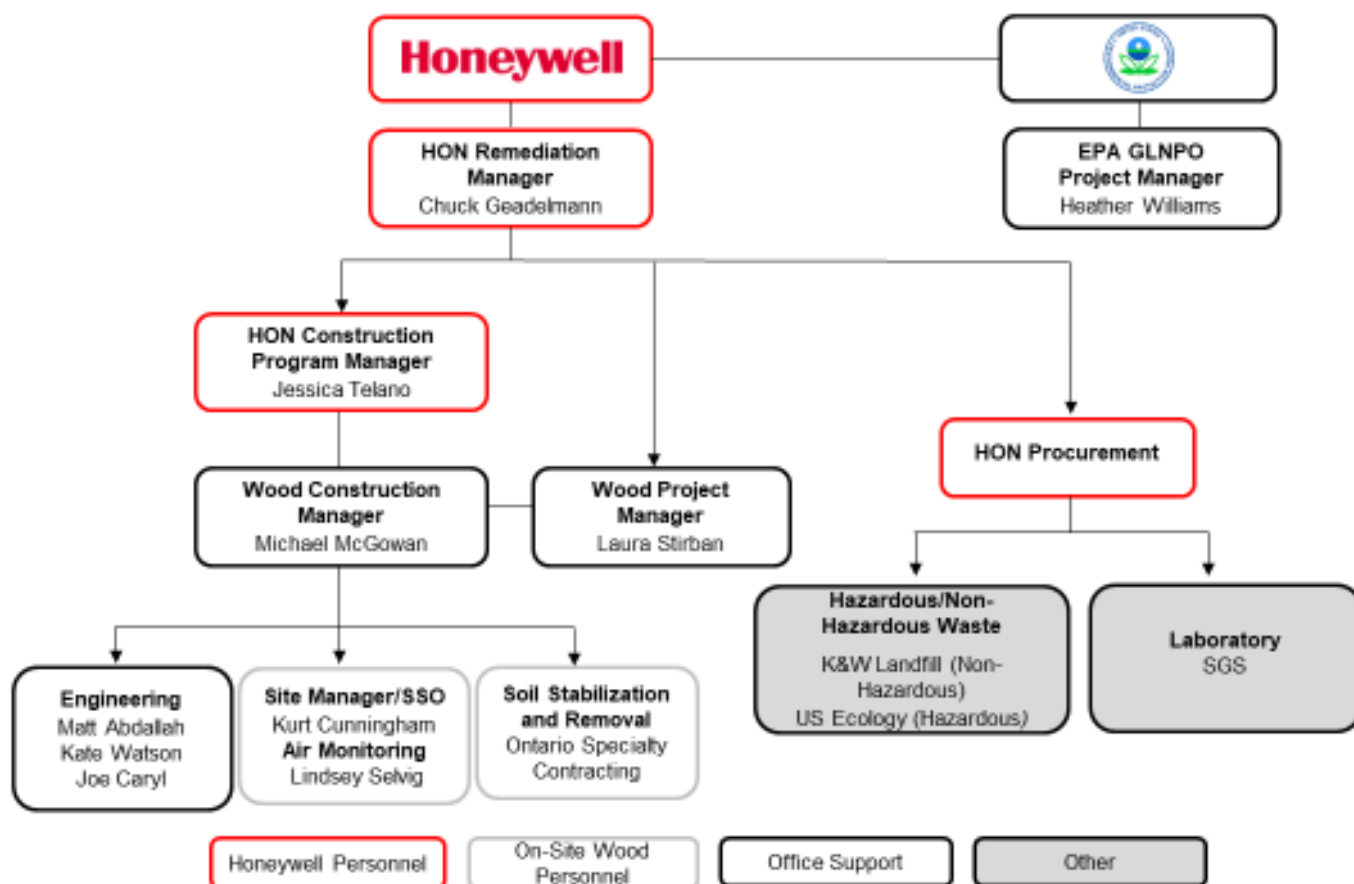 Honeywell
HON Remediation
Manager
Chuck Geadelmann
EPA GLNPO
Project Manager
Heather Williams
HON Construction
Program Manager
Jessica Telano
HON Procurement
Wood Construction
Manager
Michael McGowan
Wood Project
Manager
Laura Stirban
Hazardous/Non-
Hazardous Waste
K&W Landfill (Non-
Hazardous)
US Ecology (Hazardous)
Laboratory
SGS
Engineering
Matt Abdallah
Kate Watson
Joe Caryl
Site Manager/SSO
Kurt Cunningham
Air Monitoring
Lindsey Selvig
Soil Stabilization
and Removal
Ontario Specialty
Contracting
Honeywell Personnel
On-Site Wood
Personnel
Office Support
Other